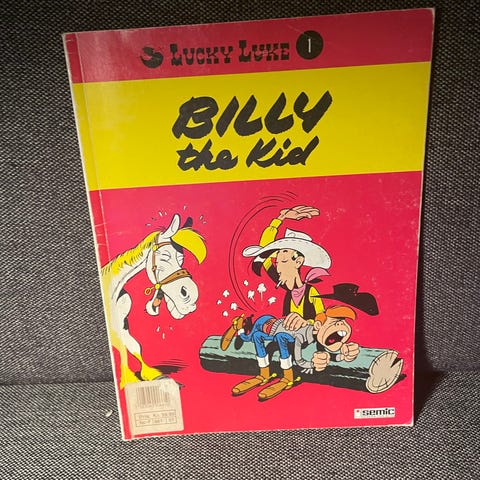 LUCKY LUKE 1
BILLY
the Kid
semic